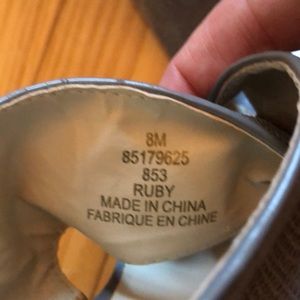 8M
85179625
853
RUBY
MADE IN CHINA
FABRIQUE EN CHINE